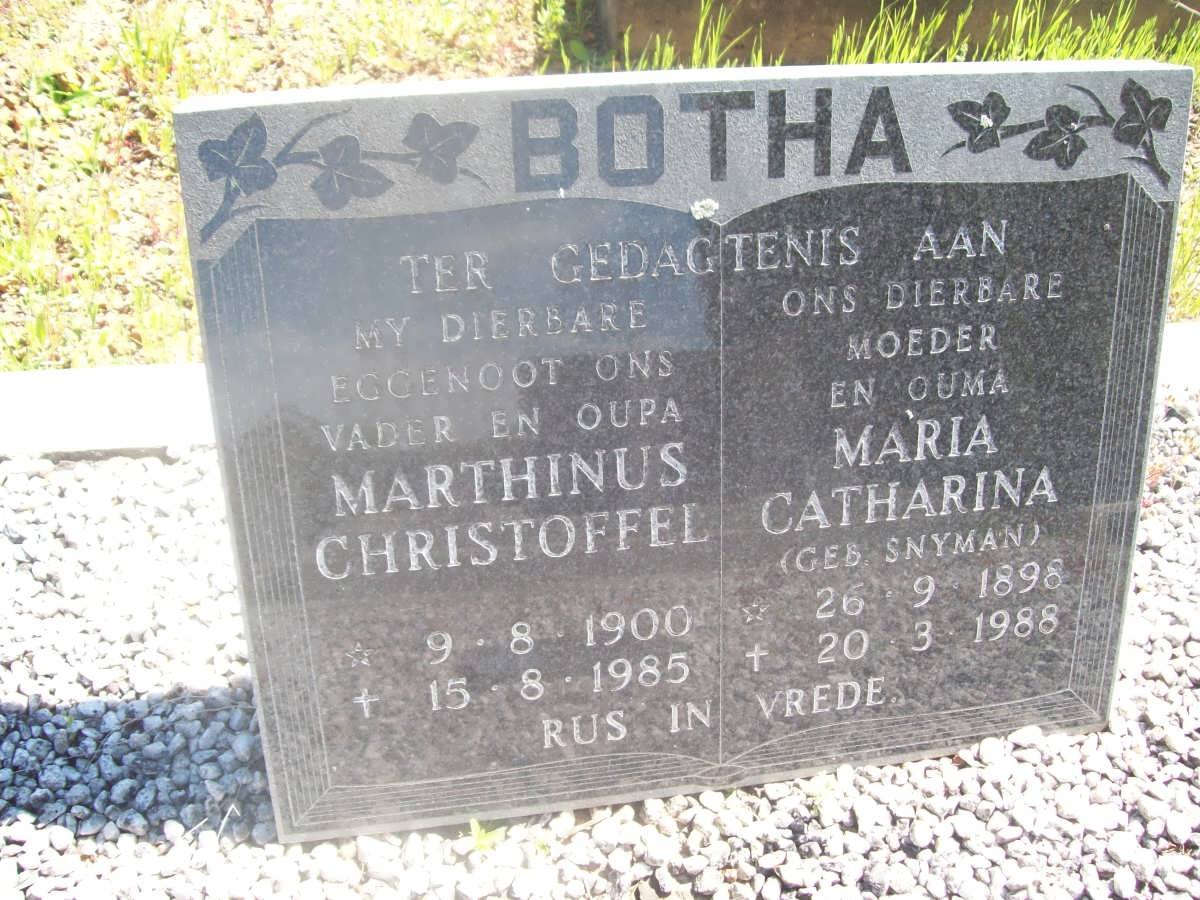 BOTHA
TER GEDAGTENIS AAN
MY DIERBARE
EGGENOOT ONS
VADER EN OUPA
MARTHINUS
CHRISTOFFEL
☆ 9 · 8 · 1900
✝ 15 · 8 · 1985
ONS DIERBARE
MOEDER
EN OUMA
MARIA
CATHARINA
(GEB. SNYMAN)
☆ 26 · 9 · 1898
✝ 20 · 3 · 1988
RUS IN VREDE.